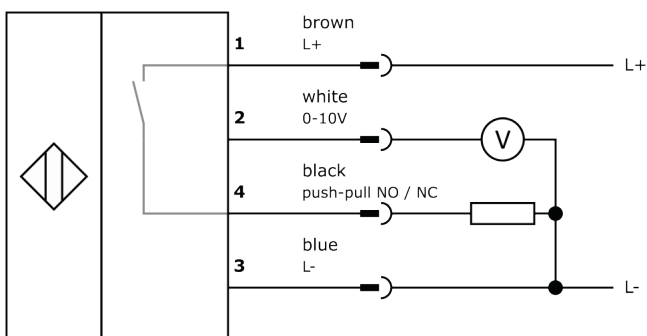 brown
1 L+
L+
white
2 0-10V
V
black
4 push-pull NO / NC
blue
3 L-
L-